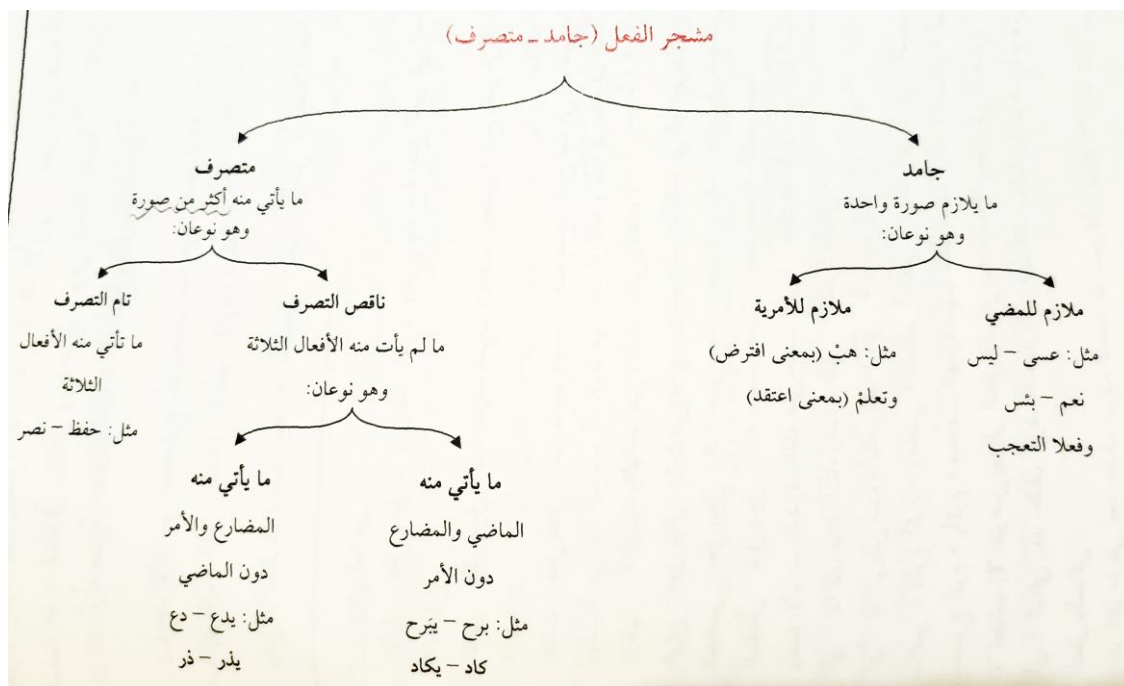 مشجر الفعل (جامد ـ متصرف)
جامد
ما يلازم صورة واحدة
وهو نوعان:
ملازم للمضي
مثل: عسى – ليس
نعم – بئس
وفعلا التعجب
ملازم للأمرية
مثل: هبْ (بمعنى افترض)
وتعلمْ (بمعنى اعتقد)
متصرف
ما يأتي منه أكثر من صورة
وهو نوعان:
ناقص التصرف
ما لم يأت منه الأفعال الثلاثة
وهو نوعان:
ما يأتي منه
الماضي والمضارع
دون الأمر
مثل: برح – يبَرح
كاد – يكاد
ما يأتي منه
المضارع والأمر
دون الماضي
مثل: يدع – دع
يذر – ذر
تام التصرف
ما تأتي منه الأفعال
الثلاثة
مثل: حفظ – نصر